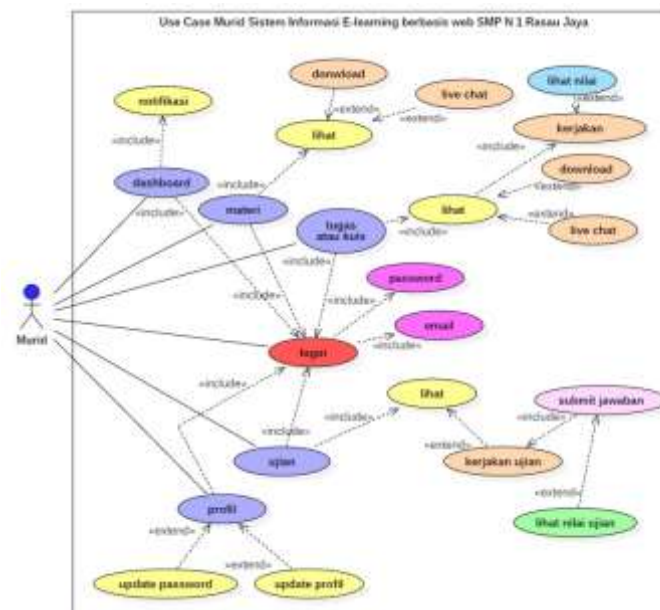 Use Case Murid Sistem Informasi E-learning berbasis web SMP N 1 Rasau Jaya
donwload
lihat nilai
notifikasi
live chat
«extend»
«extend»
lihat
«extend»
kerjakan
«include»
«include»
download
dashboard
«include»
«include»
«extend»
«include»
materi
lihat
tugas
atau kuis
«include»
«extend»
live chat
«include»
password
«include»
«include»
«include»
email
Murid
login
«include»
«include»
lihat
submit jawaban
«include»
«include»
«include»
«extend»
ujian
kerjakan ujian
«extend»
profil
lihat nilai ujian
«extend»
«extend»
update password
update profil